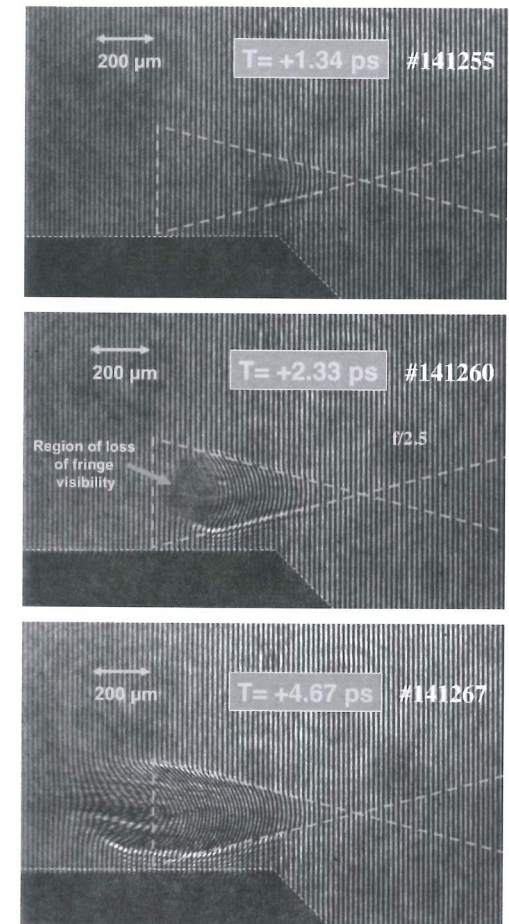 T= +1.34 ps #141255
200 µm
T= +2.33 ps #141260
200 µm
f/2.5
Region of loss
of fringe
visibility
T= +4.67 ps #141267
200 µm